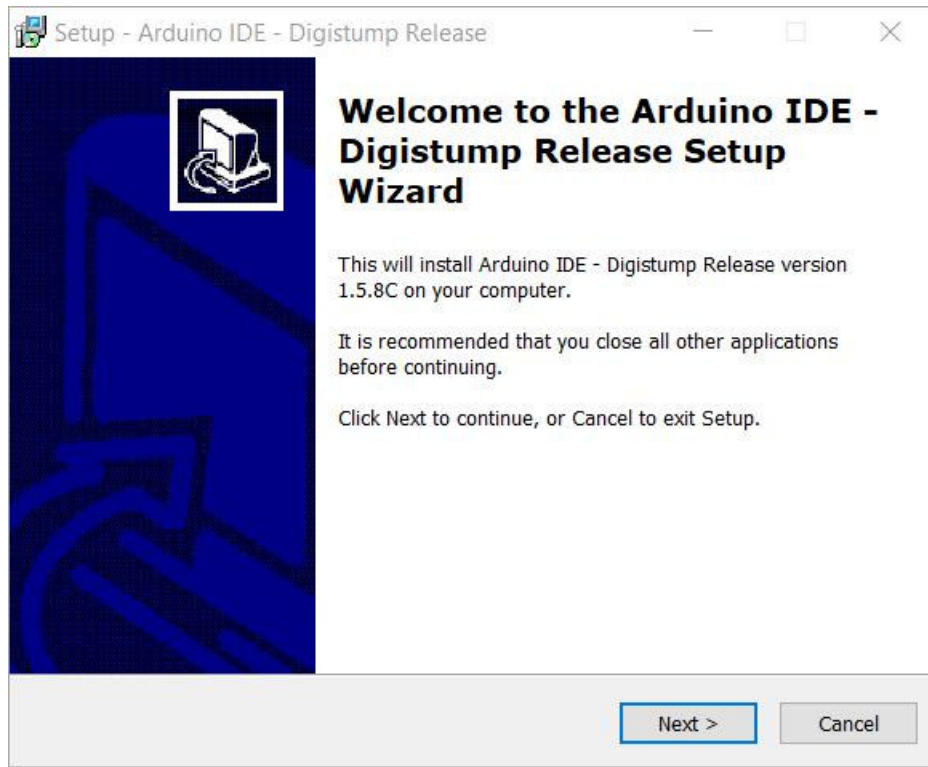 Setup - Arduino IDE - Digistump Release
Welcome to the Arduino IDE -
Digistump Release Setup
Wizard
This will install Arduino IDE - Digistump Release version
1.5.8C on your computer.
It is recommended that you close all other applications
before continuing.
Click Next to continue, or Cancel to exit Setup.
Next >
Cancel